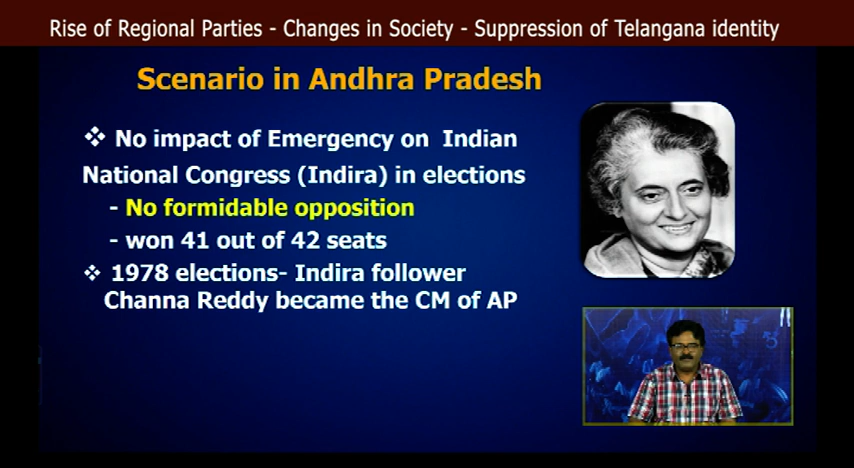 Rise of Regional Parties - Changes in Society - Suppression of Telangana identity
Scenario in Andhra Pradesh
❖ No impact of Emergency on Indian
National Congress (Indira) in elections
- No formidable opposition
- won 41 out of 42 seats
❖ 1978 elections- Indira follower
Channa Reddy became the CM of AP